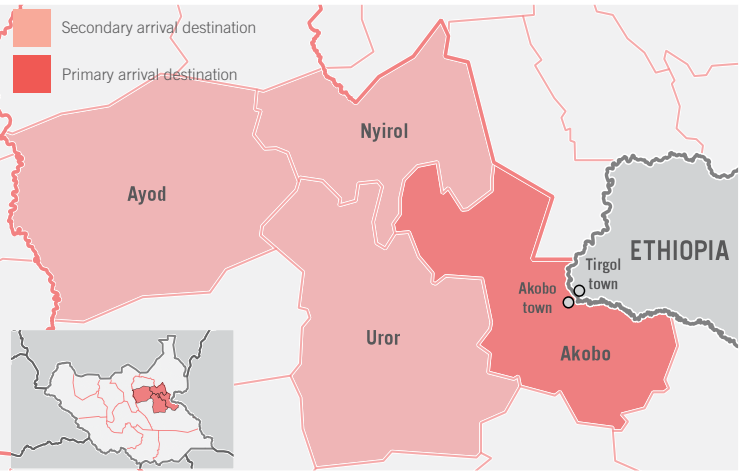 Secondary arrival destination
Primary arrival destination
Nyirol
Ayod
ETHIOPIA
Tirgol
town
Akobo
town
Uror
Akobo